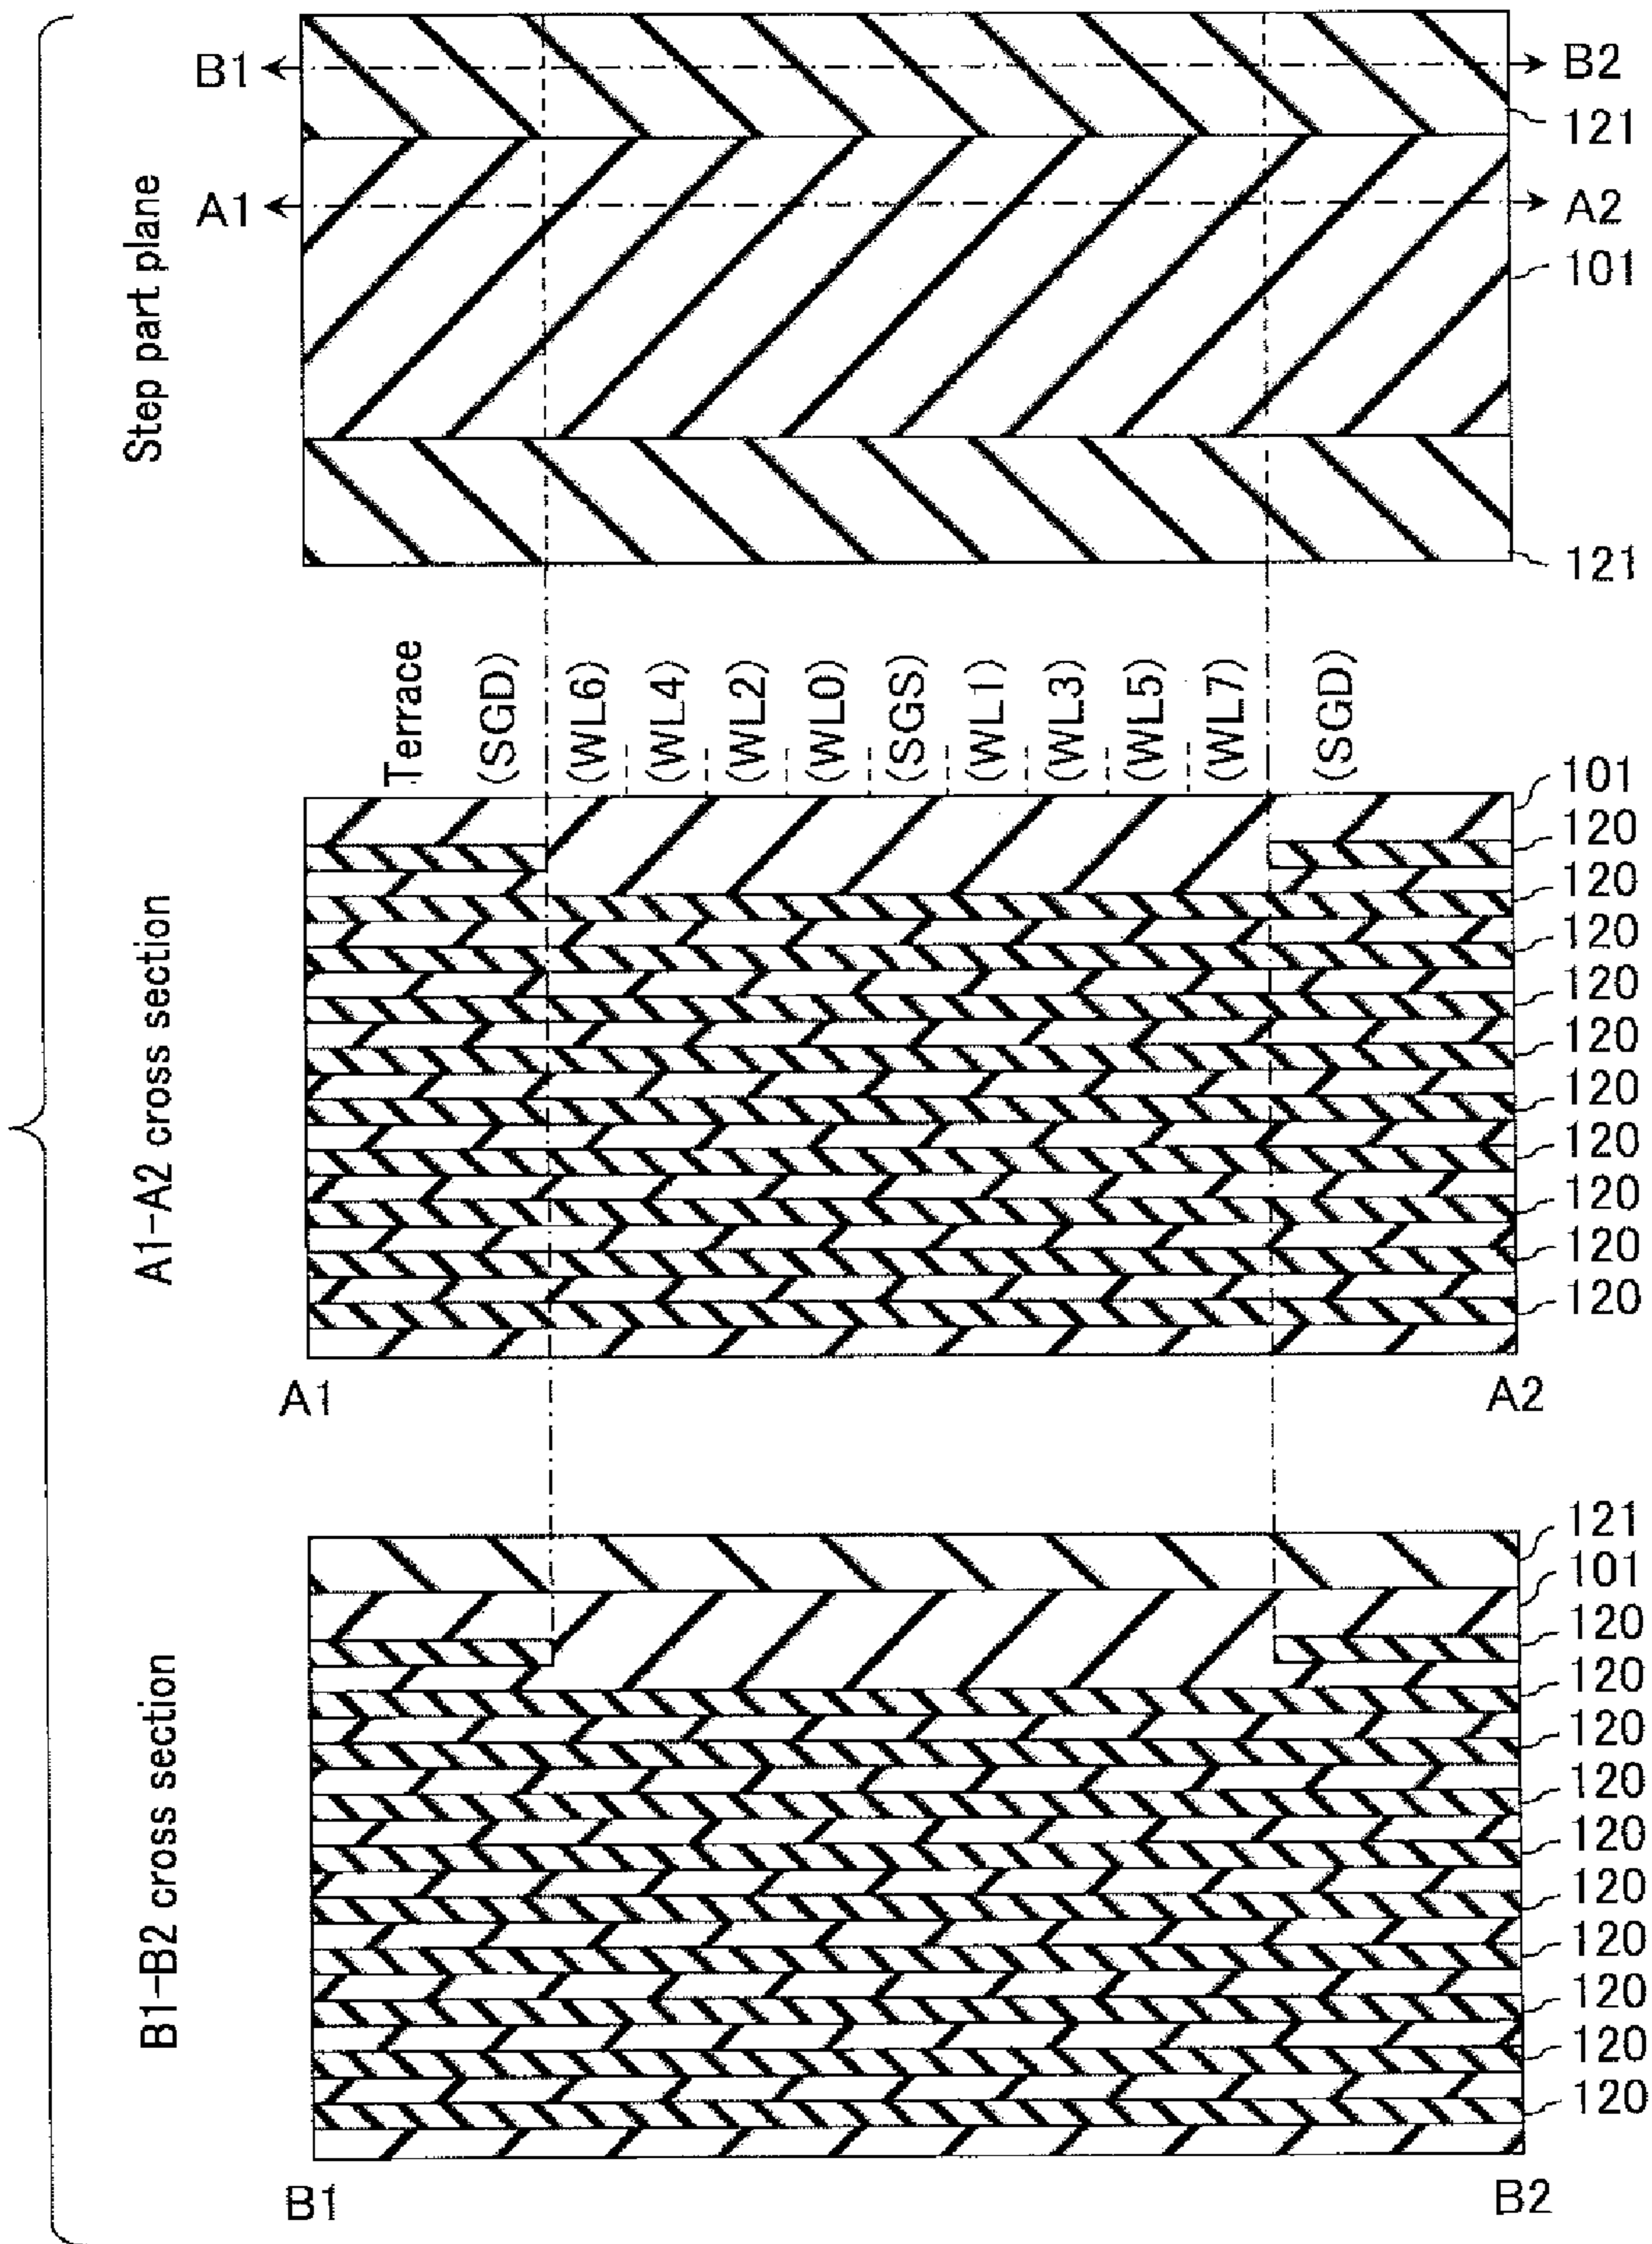 Step part plane
B1
B2
121
A1
A2
101
121
A1-A2 cross section
Terrace
(SGD)
(WL6)
(WL4)
(WL2)
(WL0)
(SGS)
(WL1)
(WL3)
(WL5)
(WL7)
(SGD)
101
120
120
120
120
120
120
120
120
120
120
A1
A2
B1-B2 cross section
121
101
120
120
120
120
120
120
120
120
120
120
B1
B2